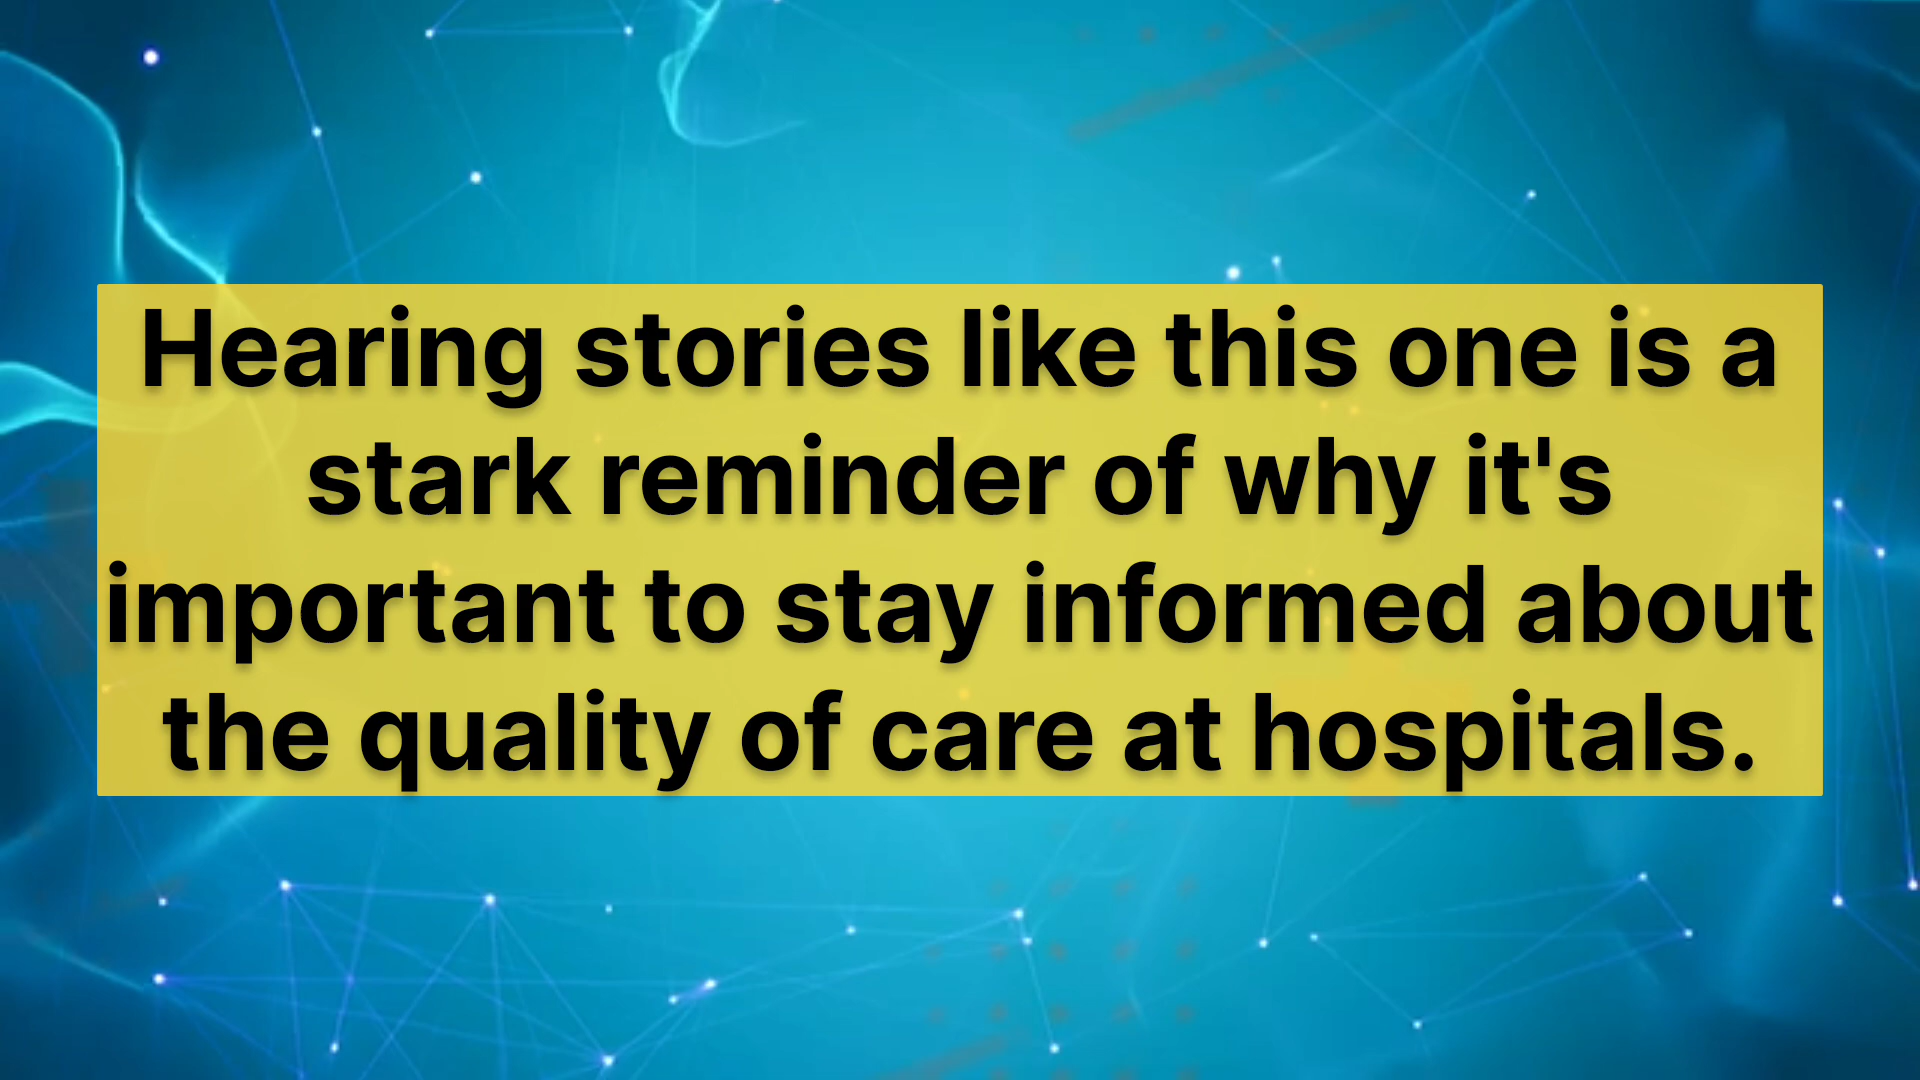 Hearing stories like this one is a
stark reminder of why it's
important to stay informed about
the quality of care at hospitals.